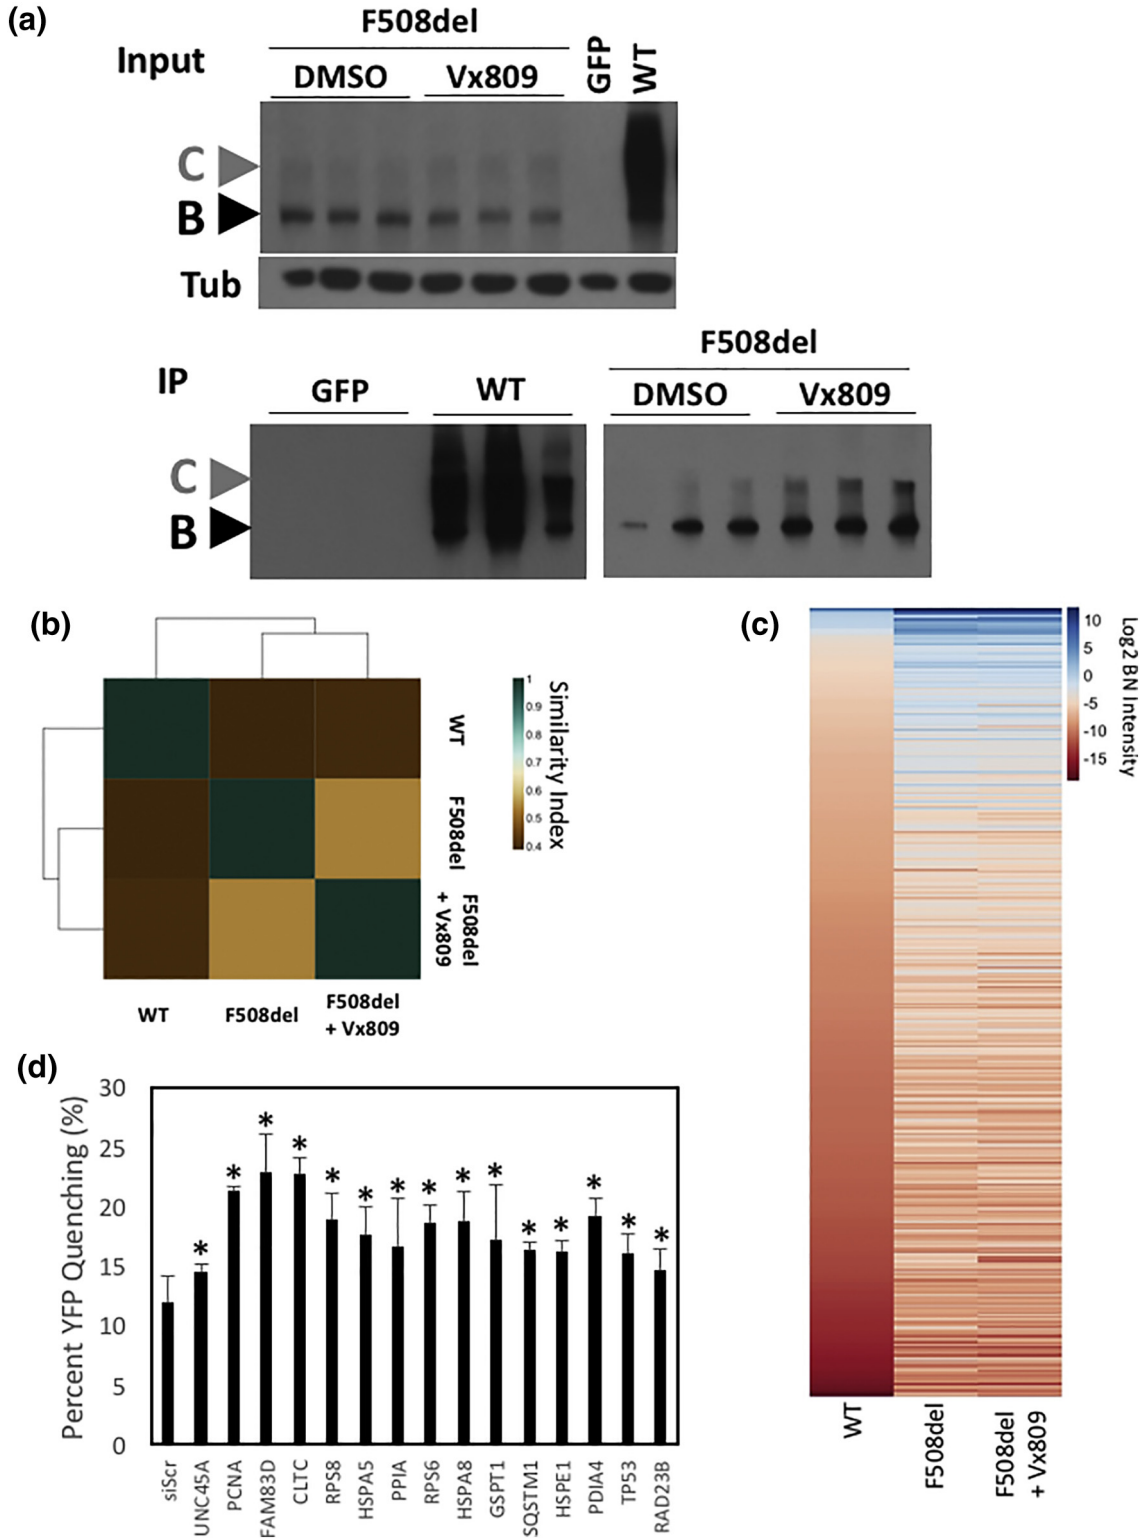 (a)
F508del
Input
DMSO
Vx809
GFP
WT
C
B
Tub
F508del
IP
GFP
WT
DMSO
Vx809
C
B
(b)
WT
F508del
F508del
+ Vx809
1
0.9
0.8
0.7
0.6
0.5
0.4
Similarity Index
WT
F508del
F508del
+ Vx809
(c)
10
5
0
-5
-10
-15
Log2 BN Intensity
WT
F508del
F508del
+ Vx809
(d)
Percent YFP Quenching (%)
30
25
20
15
10
5
0
* * * * * * * * * * * * * * *
siScr
UNC45A
PCNA
FAM83D
CLTC
RPS8
HSPA5
PPIA
RPS6
HSPA8
GSPT1
SQSTM1
HSPE1
PDIA4
TP53
RAD23B